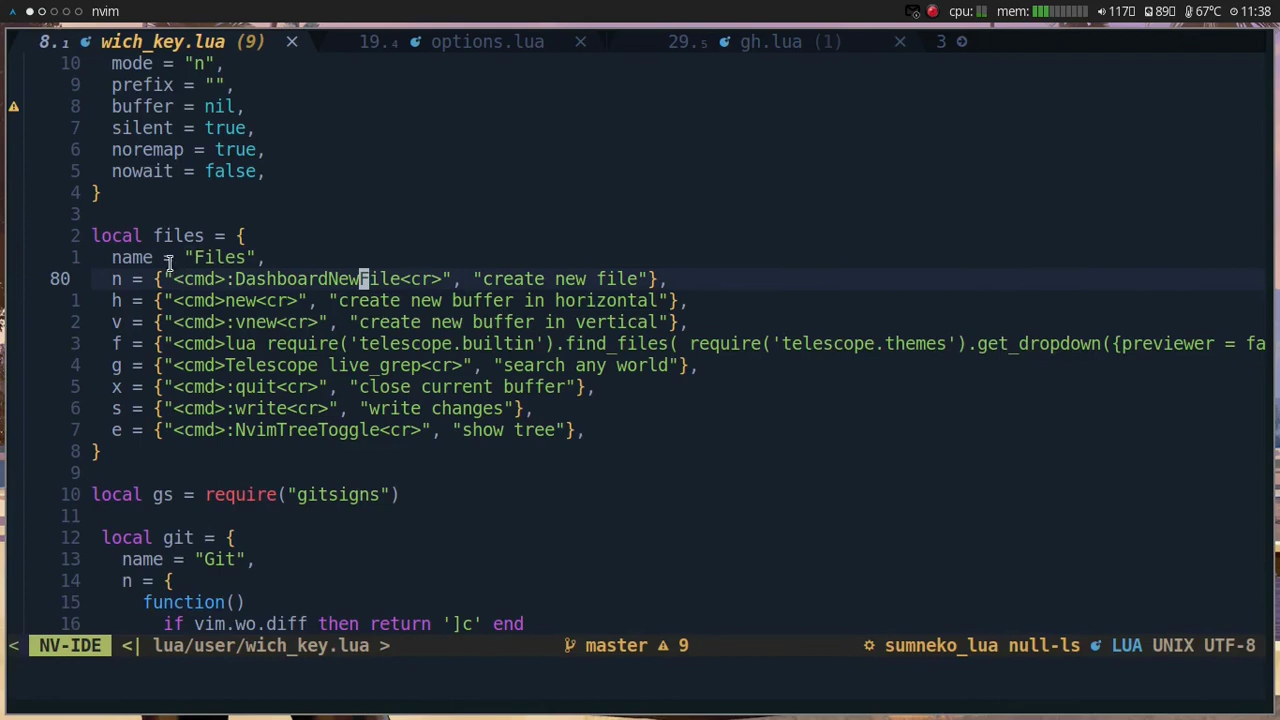 nvim cpu: mem: 117 89 67°C 11:38
8.1 wich_key.lua (9) 19.4 options.lua 29.5 gh.lua (1) 3
10 mode = "n",
9 prefix = "",
8 buffer = nil,
7 silent = true,
6 noremap = true,
5 nowait = false,
4 }
3
2 local files = {
1 name = "Files",
80 n = {"<cmd>:DashboardNewFile<cr>", "create new file"},
1 h = {"<cmd>new<cr>", "create new buffer in horizontal"},
2 v = {"<cmd>:vnew<cr>", "create new buffer in vertical"},
3 f = {"<cmd>lua require('telescope.builtin').find_files( require('telescope.themes').get_dropdown({previewer = fa
4 g = {"<cmd>Telescope live_grep<cr>", "search any world"},
5 x = {"<cmd>:quit<cr>", "close current buffer"},
6 s = {"<cmd>:write<cr>", "write changes"},
7 e = {"<cmd>:NvimTreeToggle<cr>", "show tree"},
8 }
9
10 local gs = require("gitsigns")
11
12 local git = {
13 name = "Git",
14 n = {
15 function()
16 if vim.wo.diff then return ']c' end
< NV-IDE <| lua/user/wich_key.lua > master 9 sumneko_lua null-ls LUA UNIX UTF-8